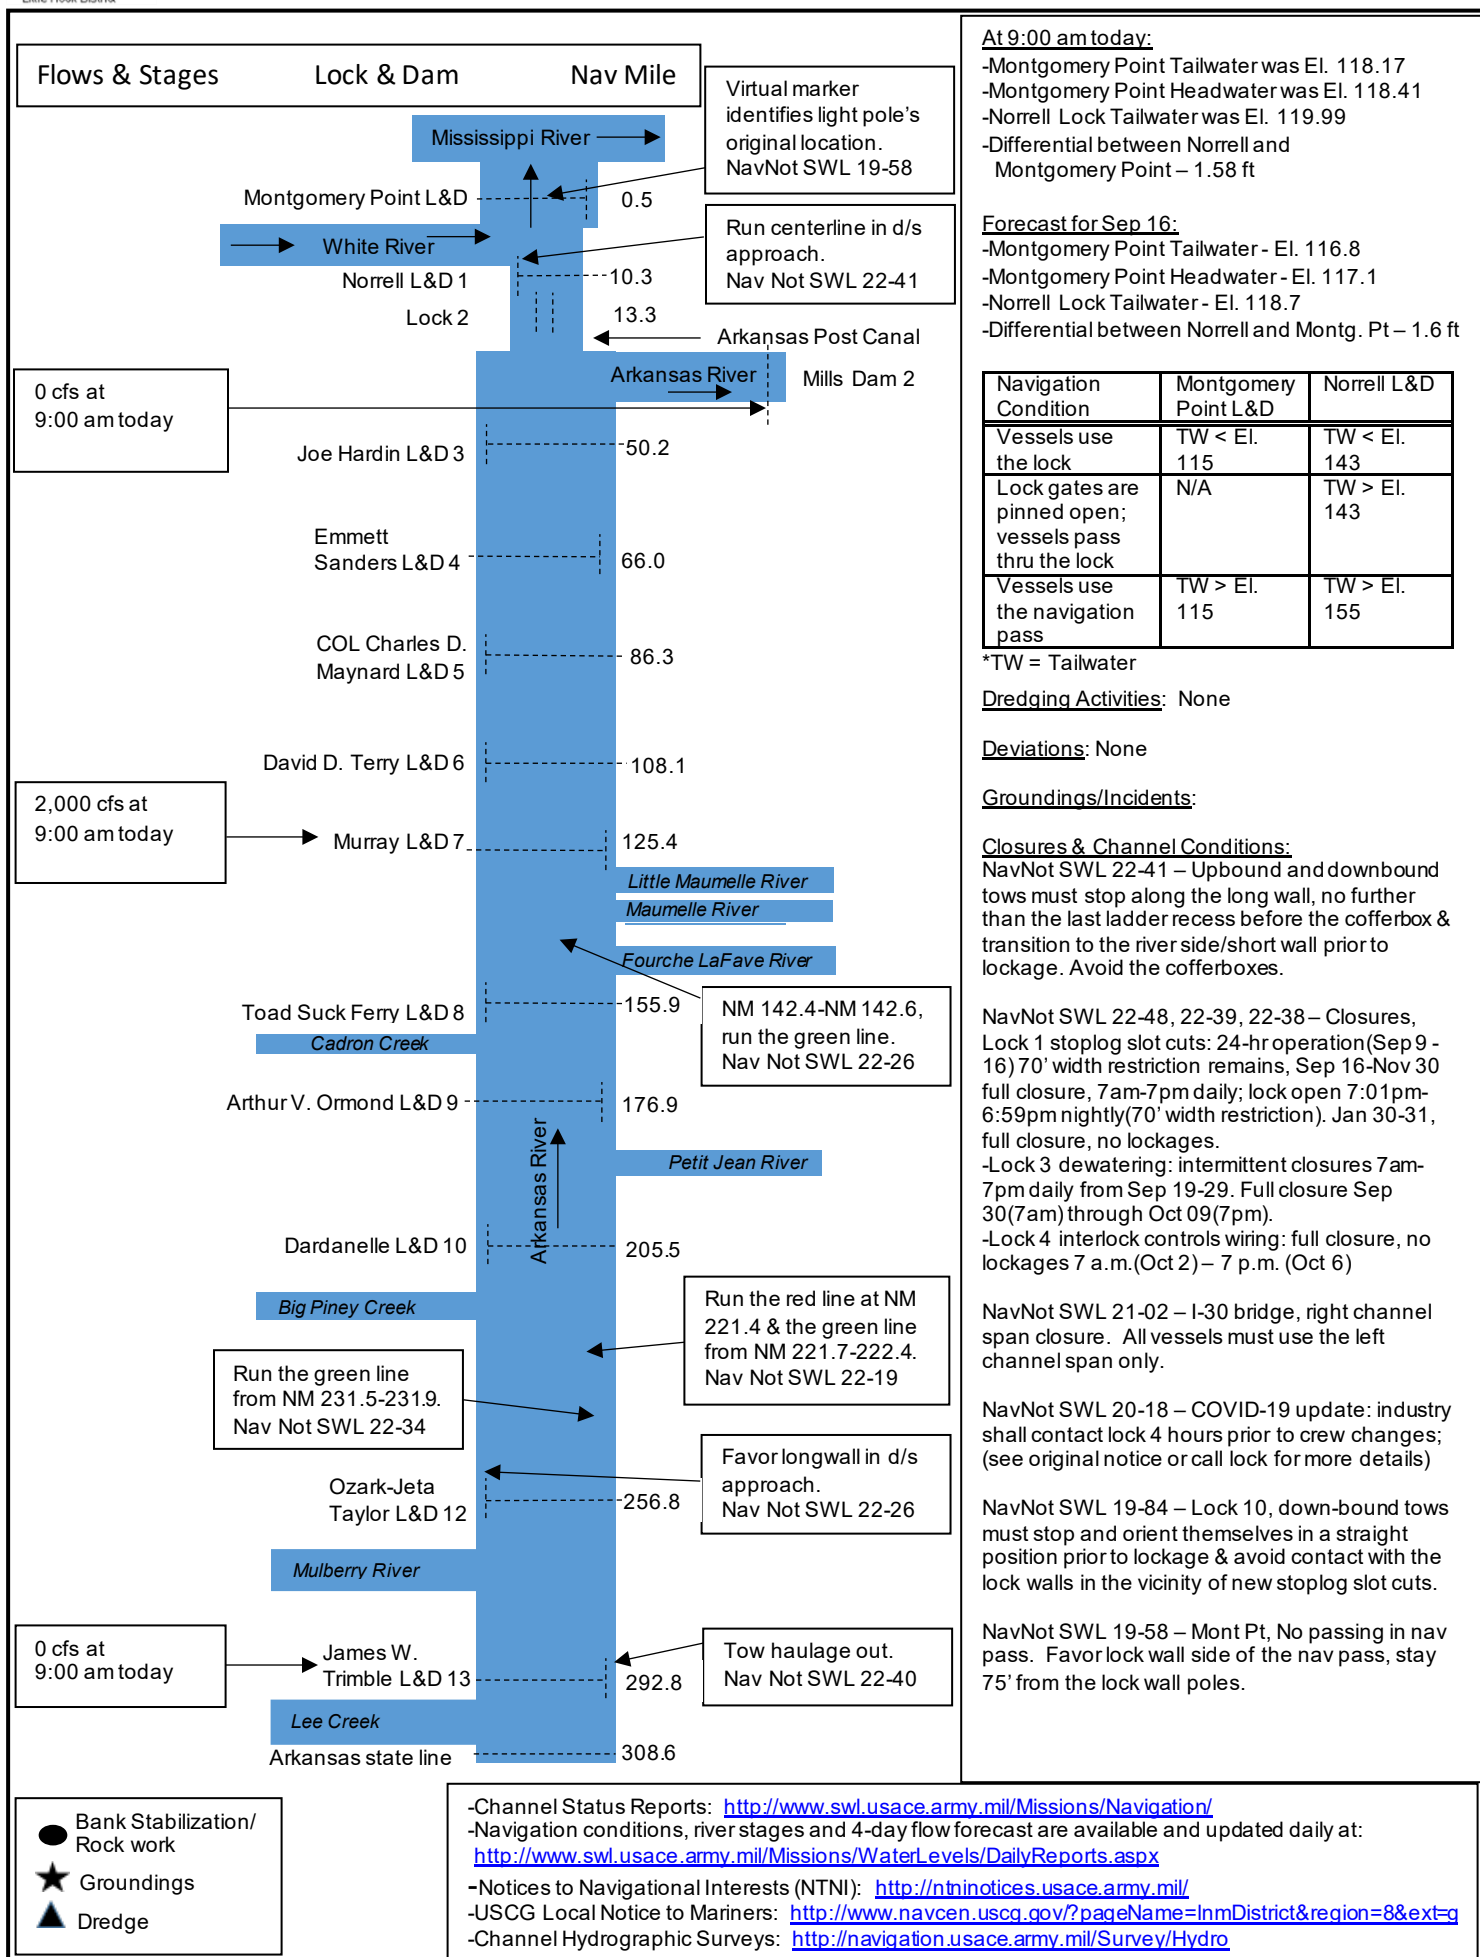 Little Rock District
Flows & Stages Lock & Dam Nav Mile
Virtual marker
identifies light pole's
original location.
NavNot SWL 19-58
Mississippi River
Montgomery Point L&D 0.5
White River
Run centerline in d/s
approach.
Nav Not SWL 22-41
Norrell L&D 1 10.3
Lock 2 13.3
Arkansas Post Canal
Arkansas River Mills Dam 2
0 cfs at
9:00 am today
Joe Hardin L&D 3 50.2
Emmett
Sanders L&D 4 66.0
COL Charles D.
Maynard L&D 5 86.3
David D. Terry L&D 6 108.1
2,000 cfs at
9:00 am today
Murray L&D 7 125.4
Little Maumelle River
Maumelle River
Fourche LaFave River
Toad Suck Ferry L&D 8 155.9
NM 142.4-NM 142.6,
run the green line.
Nav Not SWL 22-26
Cadron Creek
Arthur V. Ormond L&D 9 176.9
Arkansas River
Petit Jean River
Dardanelle L&D 10 205.5
Big Piney Creek
Run the red line at NM
221.4 & the green line
from NM 221.7-222.4.
Nav Not SWL 22-19
Run the green line
from NM 231.5-231.9.
Nav Not SWL 22-34
Favor longwall in d/s
approach.
Nav Not SWL 22-26
Ozark-Jeta
Taylor L&D 12 256.8
Mulberry River
0 cfs at
9:00 am today
James W.
Trimble L&D 13 292.8
Tow haulage out.
Nav Not SWL 22-40
Lee Creek
Arkansas state line 308.6
At 9:00 am today:
-Montgomery Point Tailwater was El. 118.17
-Montgomery Point Headwater was El. 118.41
-Norrell Lock Tailwater was El. 119.99
-Differential between Norrell and
Montgomery Point – 1.58 ft
Forecast for Sep 16:
-Montgomery Point Tailwater - El. 116.8
-Montgomery Point Headwater - El. 117.1
-Norrell Lock Tailwater - El. 118.7
-Differential between Norrell and Montg. Pt – 1.6 ft
Navigation Montgomery Norrell L&D
Condition Point L&D
Vessels use TW < El. TW < El.
the lock 115 143
Lock gates are N/A TW > El.
pinned open; 143
vessels pass
thru the lock
Vessels use TW > El. TW > El.
the navigation 115 155
pass
*TW = Tailwater
Dredging Activities: None
Deviations: None
Groundings/Incidents:
Closures & Channel Conditions:
NavNot SWL 22-41 – Upbound and downbound
tows must stop along the long wall, no further
than the last ladder recess before the cofferbox &
transition to the river side/short wall prior to
lockage. Avoid the cofferboxes.
NavNot SWL 22-48, 22-39, 22-38 – Closures,
Lock 1 stoplog slot cuts: 24-hr operation(Sep 9 -
16) 70' width restriction remains, Sep 16-Nov 30
full closure, 7am-7pm daily; lock open 7:01pm-
6:59pm nightly(70' width restriction). Jan 30-31,
full closure, no lockages.
-Lock 3 dewatering: intermittent closures 7am-
7pm daily from Sep 19-29. Full closure Sep
30(7am) through Oct 09(7pm).
-Lock 4 interlock controls wiring: full closure, no
lockages 7 a.m.(Oct 2) – 7 p.m. (Oct 6)
NavNot SWL 21-02 – I-30 bridge, right channel
span closure. All vessels must use the left
channel span only.
NavNot SWL 20-18 – COVID-19 update: industry
shall contact lock 4 hours prior to crew changes;
(see original notice or call lock for more details)
NavNot SWL 19-84 – Lock 10, down-bound tows
must stop and orient themselves in a straight
position prior to lockage & avoid contact with the
lock walls in the vicinity of new stoplog slot cuts.
NavNot SWL 19-58 – Mont Pt, No passing in nav
pass. Favor lock wall side of the nav pass, stay
75' from the lock wall poles.
Bank Stabilization/
Rock work
Groundings
Dredge
-Channel Status Reports: http://www.swl.usace.army.mil/Missions/Navigation/
-Navigation conditions, river stages and 4-day flow forecast are available and updated daily at:
http://www.swl.usace.army.mil/Missions/WaterLevels/DailyReports.aspx
-Notices to Navigational Interests (NTNI): http://ntninotices.usace.army.mil/
-USCG Local Notice to Mariners: http://www.navcen.uscg.gov/?pageName=lnmDistrict&region=8&ext=g
-Channel Hydrographic Surveys: http://navigation.usace.army.mil/Survey/Hydro